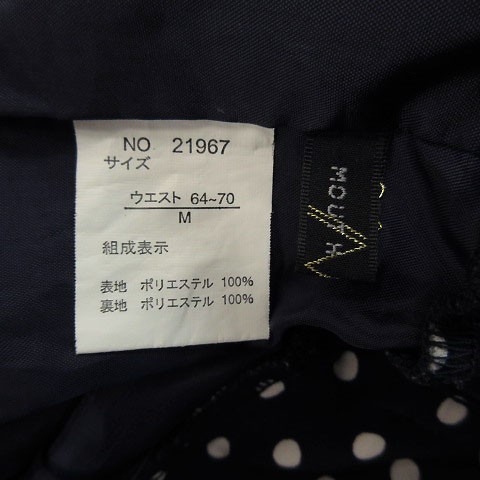 NO 21967
サイズ
ウエスト 64~70
M
組成表示
表地 ポリエステル 100%
裏地 ポリエステル 100%
MOUTH